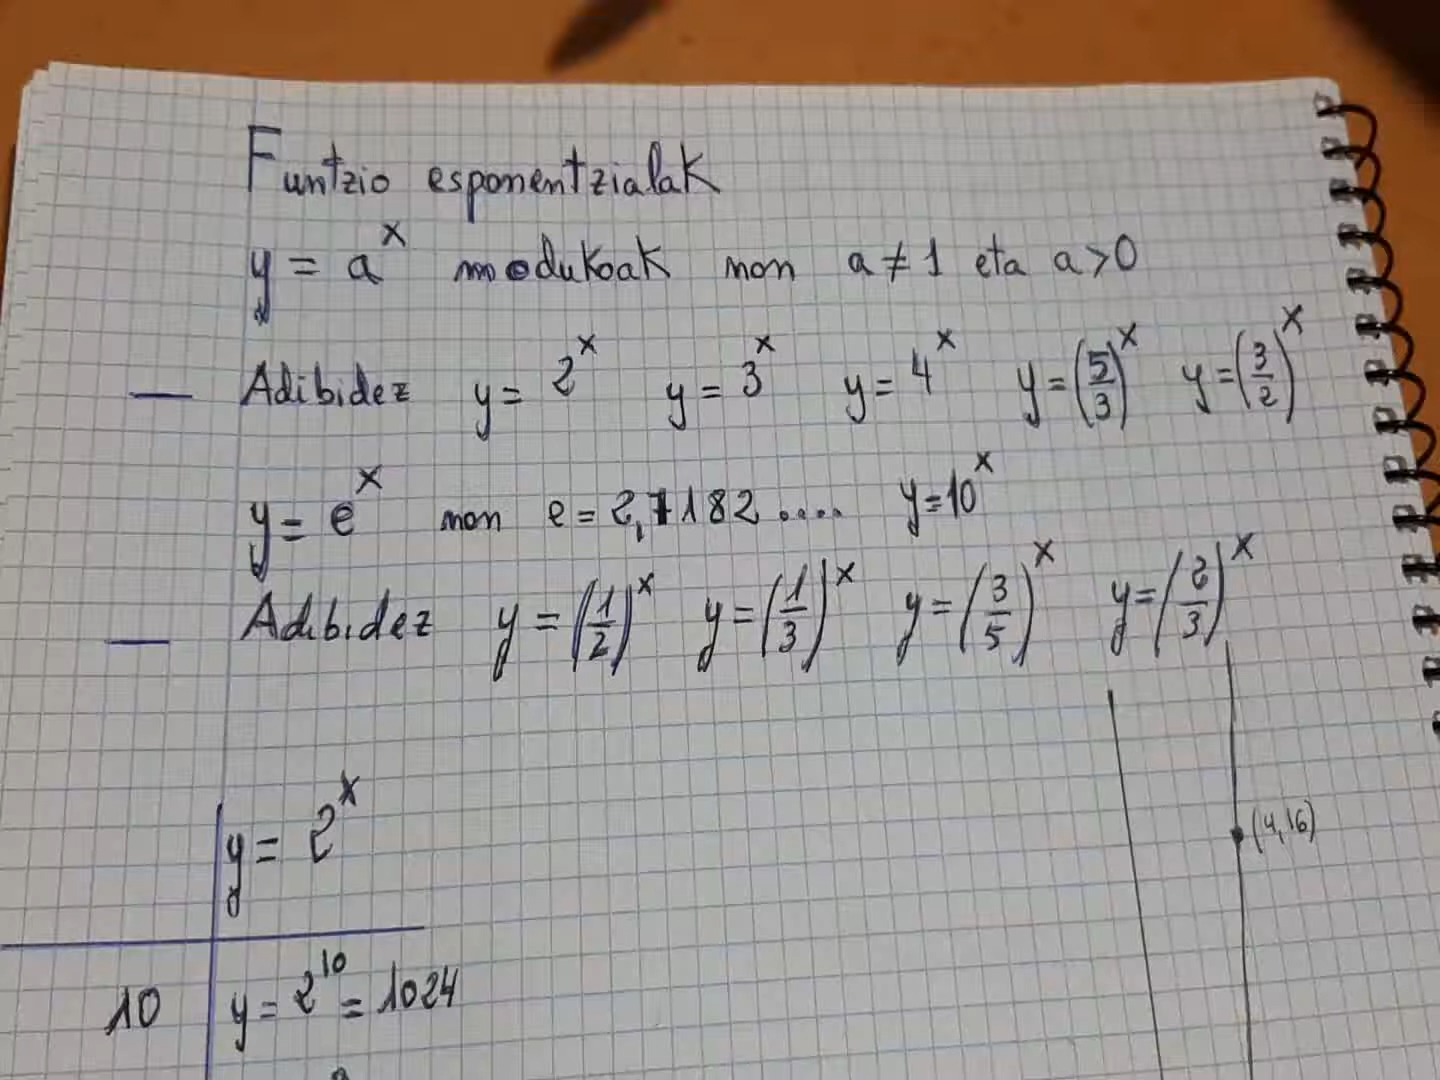 Funtzio esponentzialak
y = a^x modukoak non a ≠ 1 eta a > 0
— Adibidez y = 2^x y = 3^x y = 4^x y = (5/3)^x y = (3/2)^x
y = e^x non e = 2,7182.... y = 10^x
— Adibidez y = (1/2)^x y = (1/3)^x y = (3/5)^x y = (2/3)^x
y = 2^x
(4,16)
10 y = 2^10 = 1024